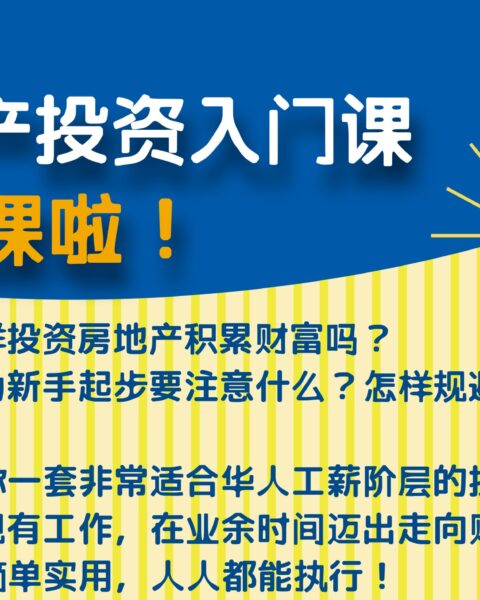 产投资入门课
课啦！
样投资房地产积累财富吗？
新手起步要注意什么？怎样规避
你一套非常适合华人工薪阶层的
现有工作，在业余时间迈出走向
简单实用，人人都能执行！